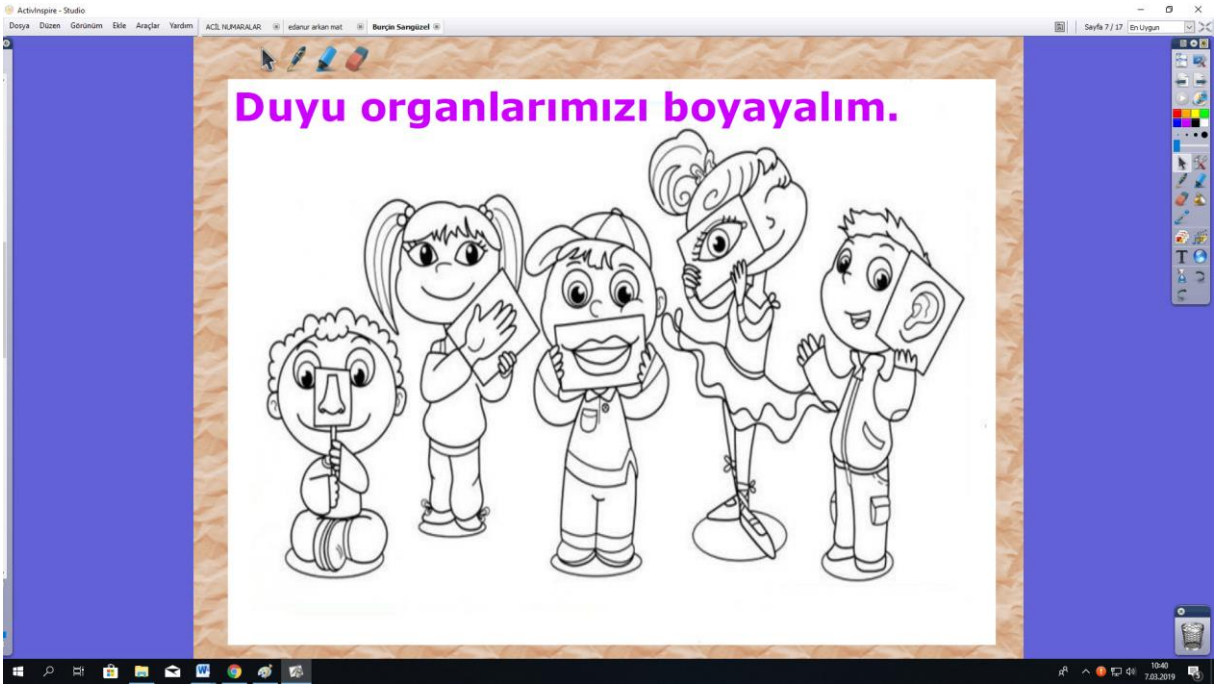 ActivInspire - Studio
Dosya Düzen Görünüm Ekle Araçlar Yardım
ACİL NUMARALAR edanur arkan mat Burçin Sarıgüzel
Sayfa 7 / 17 En Uygun
Duyu organlarımızı boyayalım.
10:40
7.03.2019